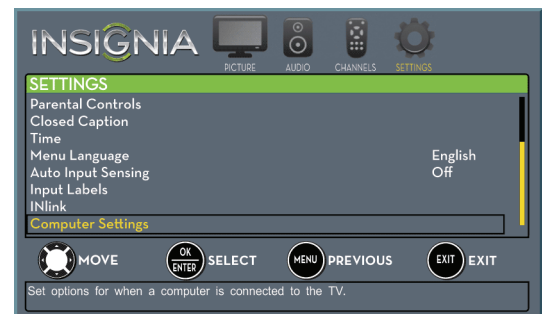 INSIGNIA
PICTURE AUDIO CHANNELS SETTINGS
SETTINGS
Parental Controls
Closed Caption
Time
Menu Language English
Auto Input Sensing Off
Input Labels
INlink
Computer Settings
MOVE OK ENTER SELECT MENU PREVIOUS EXIT EXIT
Set options for when a computer is connected to the TV.